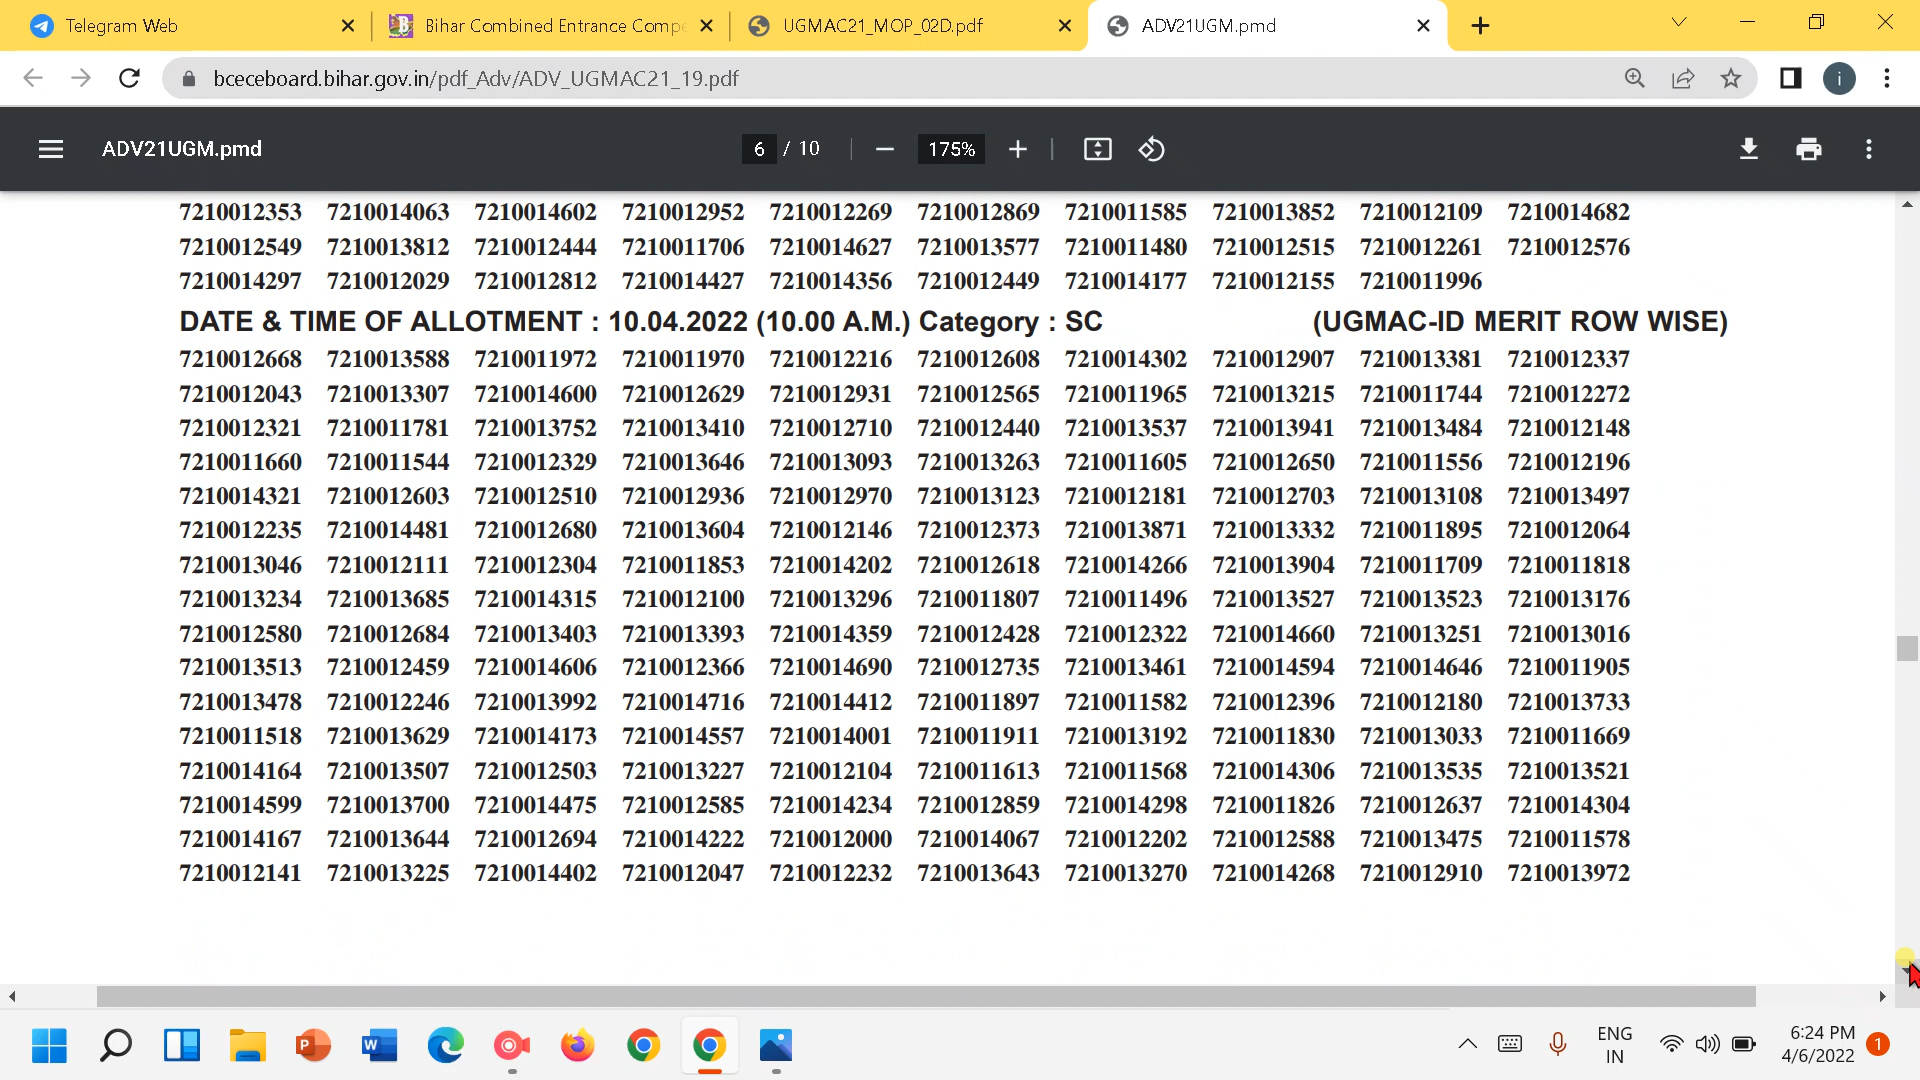 Telegram Web
Bihar Combined Entrance Compe
UGMAC21_MOP_02D.pdf
ADV21UGM.pmd
bceceboard.bihar.gov.in/pdf_Adv/ADV_UGMAC21_19.pdf
i
ADV21UGM.pmd
6 / 10
175%
7210012353 7210014063 7210014602 7210012952 7210012269 7210012869 7210011585 7210013852 7210012109 7210014682
7210012549 7210013812 7210012444 7210011706 7210014627 7210013577 7210011480 7210012515 7210012261 7210012576
7210014297 7210012029 7210012812 7210014427 7210014356 7210012449 7210014177 7210012155 7210011996
DATE & TIME OF ALLOTMENT : 10.04.2022 (10.00 A.M.) Category : SC (UGMAC-ID MERIT ROW WISE)
7210012668 7210013588 7210011972 7210011970 7210012216 7210012608 7210014302 7210012907 7210013381 7210012337
7210012043 7210013307 7210014600 7210012629 7210012931 7210012565 7210011965 7210013215 7210011744 7210012272
7210012321 7210011781 7210013752 7210013410 7210012710 7210012440 7210013537 7210013941 7210013484 7210012148
7210011660 7210011544 7210012329 7210013646 7210013093 7210013263 7210011605 7210012650 7210011556 7210012196
7210014321 7210012603 7210012510 7210012936 7210012970 7210013123 7210012181 7210012703 7210013108 7210013497
7210012235 7210014481 7210012680 7210013604 7210012146 7210012373 7210013871 7210013332 7210011895 7210012064
7210013046 7210012111 7210012304 7210011853 7210014202 7210012618 7210014266 7210013904 7210011709 7210011818
7210013234 7210013685 7210014315 7210012100 7210013296 7210011807 7210011496 7210013527 7210013523 7210013176
7210012580 7210012684 7210013403 7210013393 7210014359 7210012428 7210012322 7210014660 7210013251 7210013016
7210013513 7210012459 7210014606 7210012366 7210014690 7210012735 7210013461 7210014594 7210014646 7210011905
7210013478 7210012246 7210013992 7210014716 7210014412 7210011897 7210011582 7210012396 7210012180 7210013733
7210011518 7210013629 7210014173 7210014557 7210014001 7210011911 7210013192 7210011830 7210013033 7210011669
7210014164 7210013507 7210012503 7210013227 7210012104 7210011613 7210011568 7210014306 7210013535 7210013521
7210014599 7210013700 7210014475 7210012585 7210014234 7210012859 7210014298 7210011826 7210012637 7210014304
7210014167 7210013644 7210012694 7210014222 7210012000 7210014067 7210012202 7210012588 7210013475 7210011578
7210012141 7210013225 7210014402 7210012047 7210012232 7210013643 7210013270 7210014268 7210012910 7210013972
ENG
IN
6:24 PM
4/6/2022
1